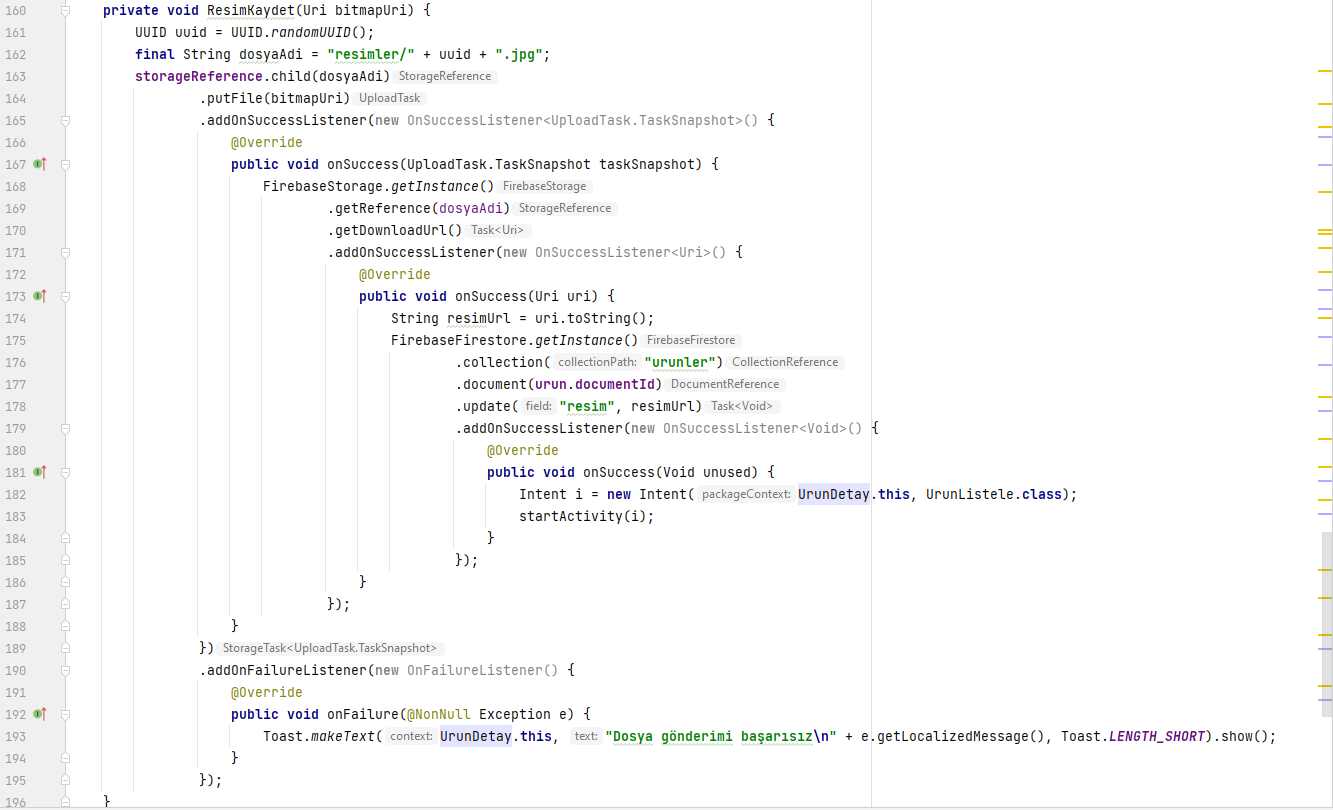 160 private void ResimKaydet(Uri bitmapUri) {
161 UUID uuid = UUID.randomUUID();
162 final String dosyaAdi = "resimler/" + uuid + ".jpg";
163 storageReference.child(dosyaAdi) StorageReference
164 .putFile(bitmapUri) UploadTask
165 .addOnSuccessListener(new OnSuccessListener<UploadTask.TaskSnapshot>() {
166 @Override
167 public void onSuccess(UploadTask.TaskSnapshot taskSnapshot) {
168 FirebaseStorage.getInstance() FirebaseStorage
169 .getReference(dosyaAdi) StorageReference
170 .getDownloadUrl() Task<Uri>
171 .addOnSuccessListener(new OnSuccessListener<Uri>() {
172 @Override
173 public void onSuccess(Uri uri) {
174 String resimUrl = uri.toString();
175 FirebaseFirestore.getInstance() FirebaseFirestore
176 .collection( collectionPath: "urunler") CollectionReference
177 .document(urun.documentId) DocumentReference
178 .update( field: "resim", resimUrl) Task<Void>
179 .addOnSuccessListener(new OnSuccessListener<Void>() {
180 @Override
181 public void onSuccess(Void unused) {
182 Intent i = new Intent( packageContext: UrunDetay.this, UrunListele.class);
183 startActivity(i);
184 }
185 });
186 }
187 });
188 }
189 }) StorageTask<UploadTask.TaskSnapshot>
190 .addOnFailureListener(new OnFailureListener() {
191 @Override
192 public void onFailure(@NonNull Exception e) {
193 Toast.makeText( context: UrunDetay.this, text: "Dosya gönderimi başarısız\n" + e.getLocalizedMessage(), Toast.LENGTH_SHORT).show();
194 }
195 });
196 }